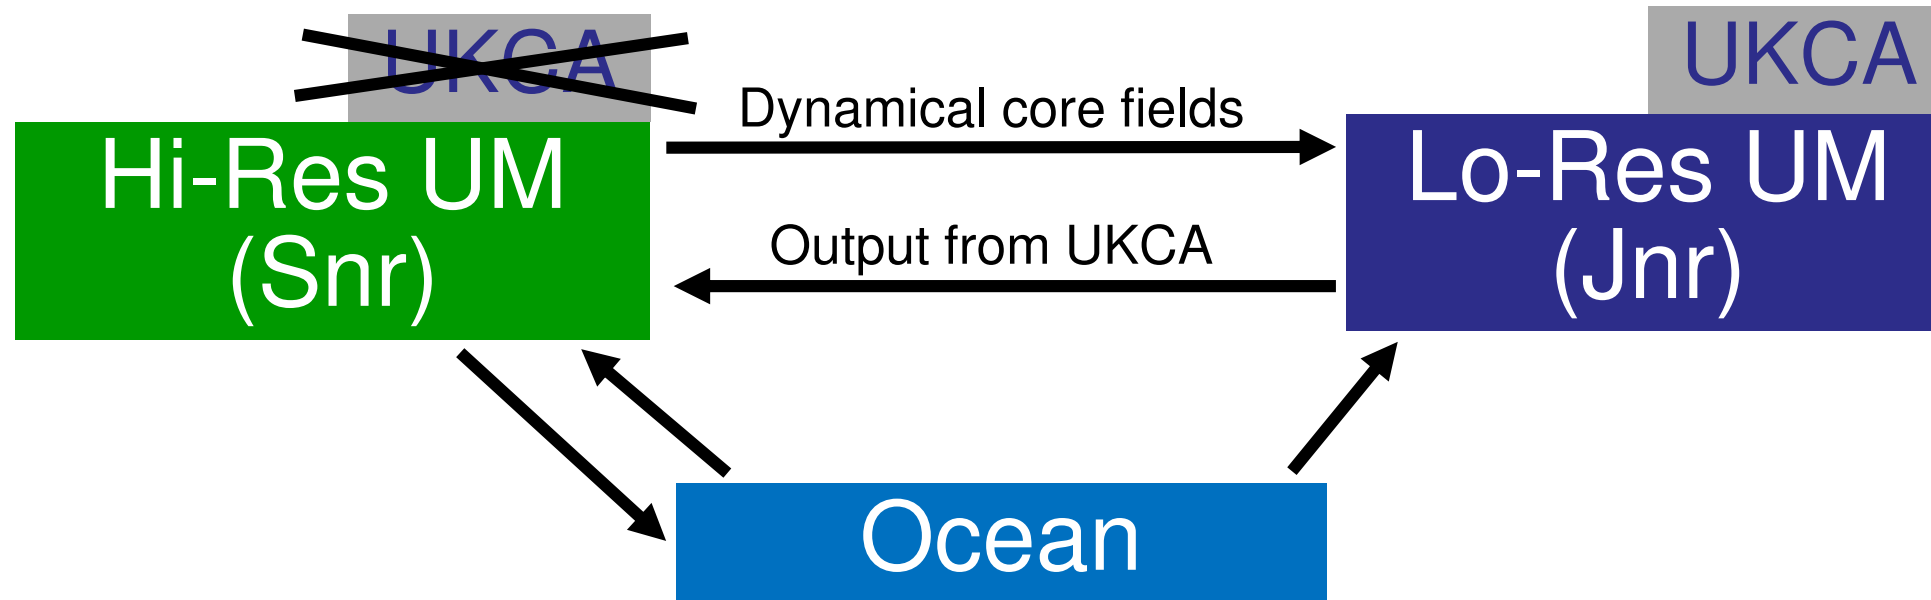 UKCA
UKCA
Dynamical core fields
Hi-Res UM
(Snr)
Lo-Res UM
(Jnr)
Output from UKCA
Ocean